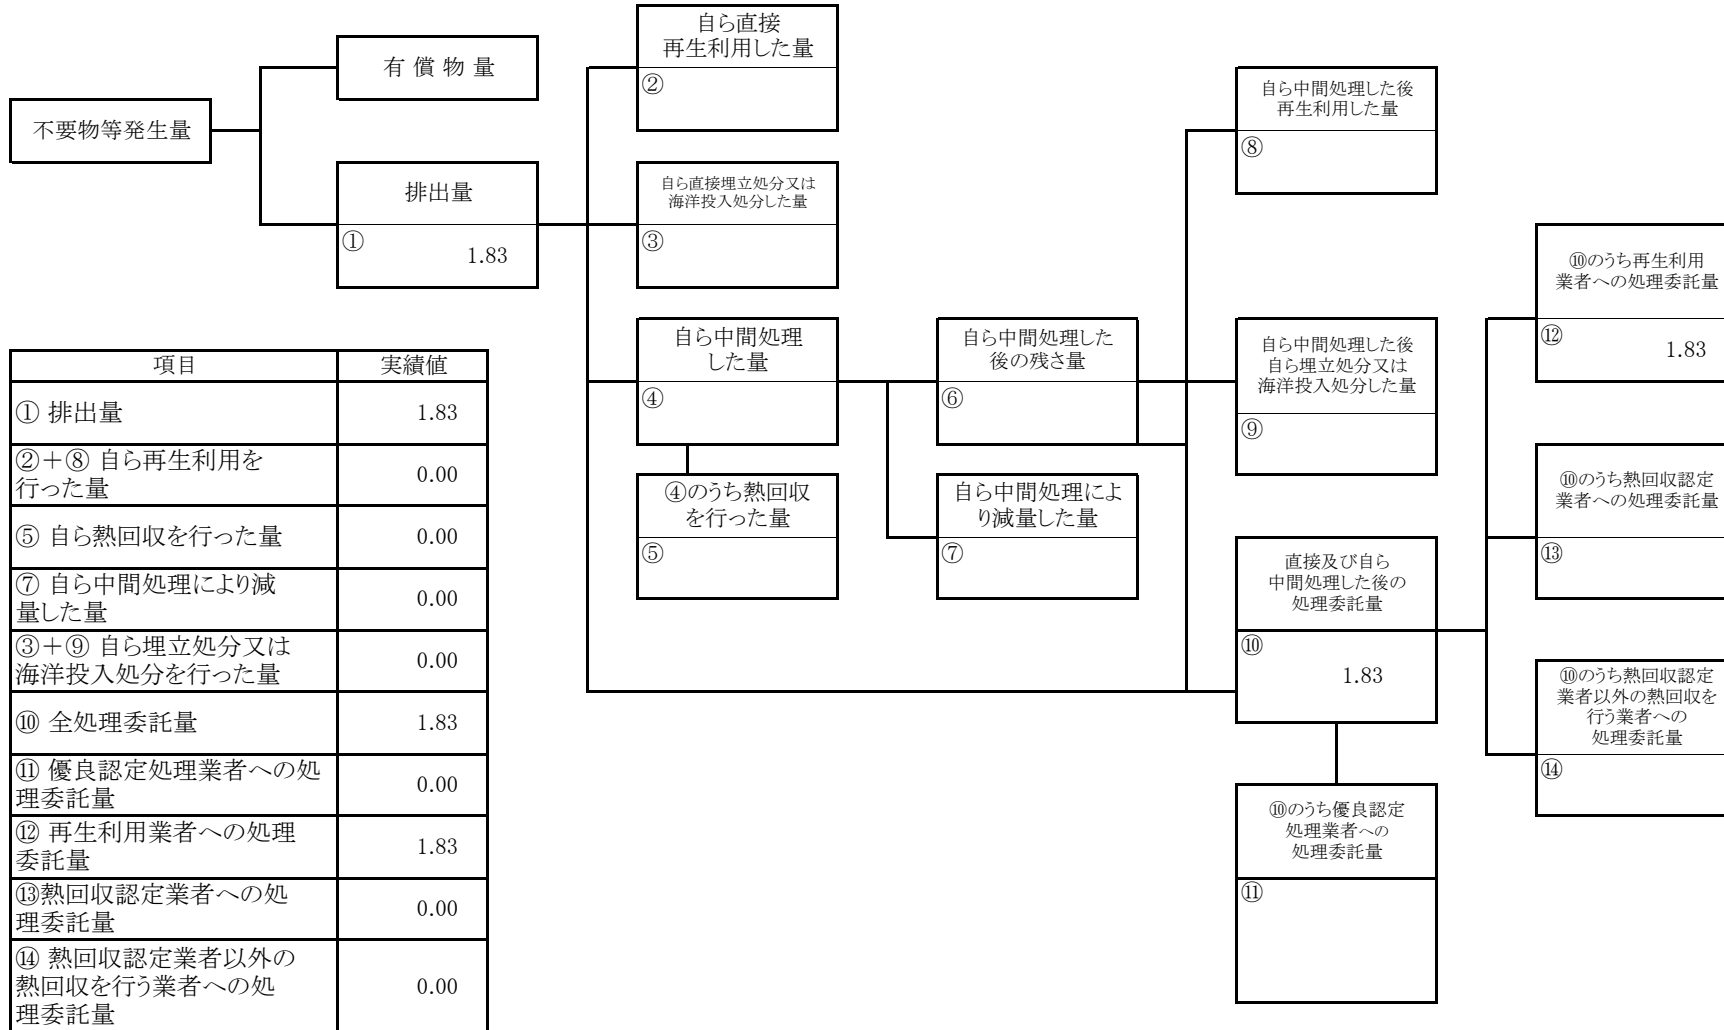 自ら直接
再生利用した量
②
有 償 物 量
不要物等発生量
排出量
①
1.83
自ら直接埋立処分又は
海洋投入処分した量
③
自ら中間処理した後
再生利用した量
⑧
自ら中間処理
した量
④
自ら中間処理した
後の残さ量
⑥
自ら中間処理した後
自ら埋立処分又は
海洋投入処分した量
⑨
④のうち熱回収
を行った量
⑤
自ら中間処理によ
り減量した量
⑦
直接及び自ら
中間処理した後の
処理委託量
⑩
1.83
⑩のうち優良認定
処理業者への
処理委託量
⑪
⑩のうち再生利用
業者への処理委託量
⑫
1.83
⑩のうち熱回収認定
業者への処理委託量
⑬
⑩のうち熱回収認定
業者以外の熱回収を
行う業者への
処理委託量
⑭
項目 実績値
① 排出量 1.83
②＋⑧ 自ら再生利用を
行った量 0.00
⑤ 自ら熱回収を行った量 0.00
⑦ 自ら中間処理により減
量した量 0.00
③＋⑨ 自ら埋立処分又は
海洋投入処分を行った量 0.00
⑩ 全処理委託量 1.83
⑪ 優良認定処理業者への処
理委託量 0.00
⑫ 再生利用業者への処理
委託量 1.83
⑬熱回収認定業者への処
理委託量 0.00
⑭ 熱回収認定業者以外の
熱回収を行う業者への処
理委託量 0.00